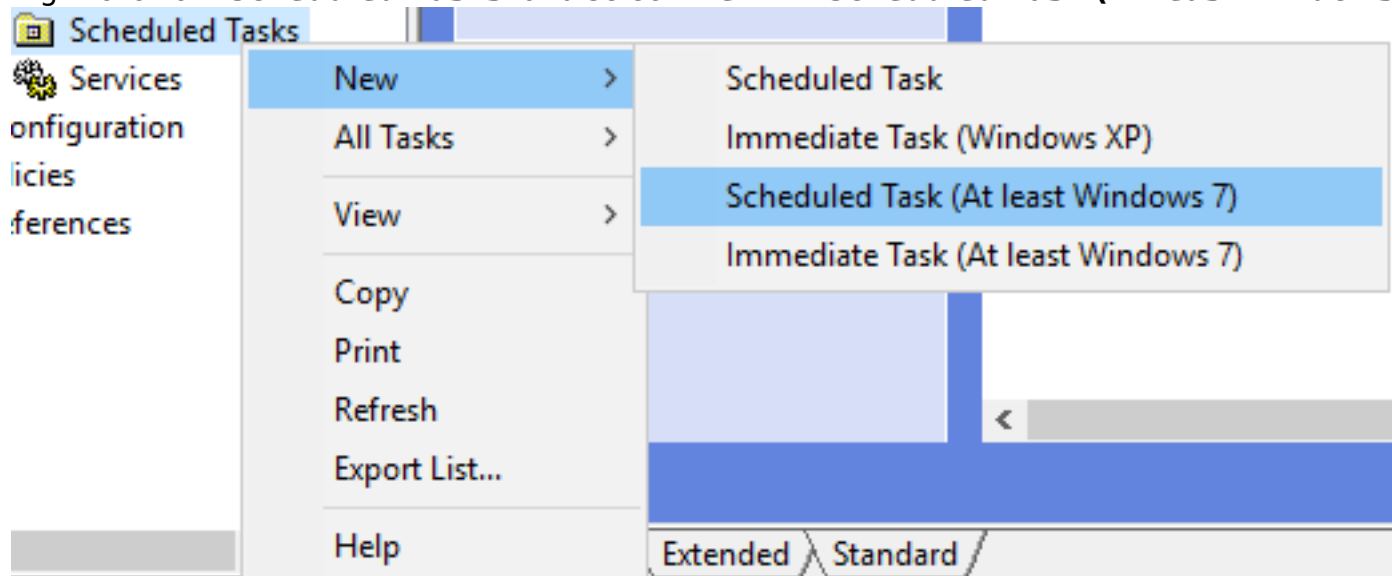 Scheduled Tasks
Services
onfiguration
licies
ferences
New
All Tasks
View
Copy
Print
Refresh
Export List...
Help
Scheduled Task
Immediate Task (Windows XP)
Scheduled Task (At least Windows 7)
Immediate Task (At least Windows 7)
Extended
Standard